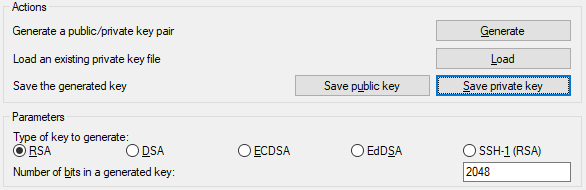 Actions
Generate a public/private key pair
Generate
Load an existing private key file
Load
Save the generated key
Save public key
Save private key
Parameters
Type of key to generate:
RSA
DSA
ECDSA
EdDSA
SSH-1 (RSA)
Number of bits in a generated key:
2048